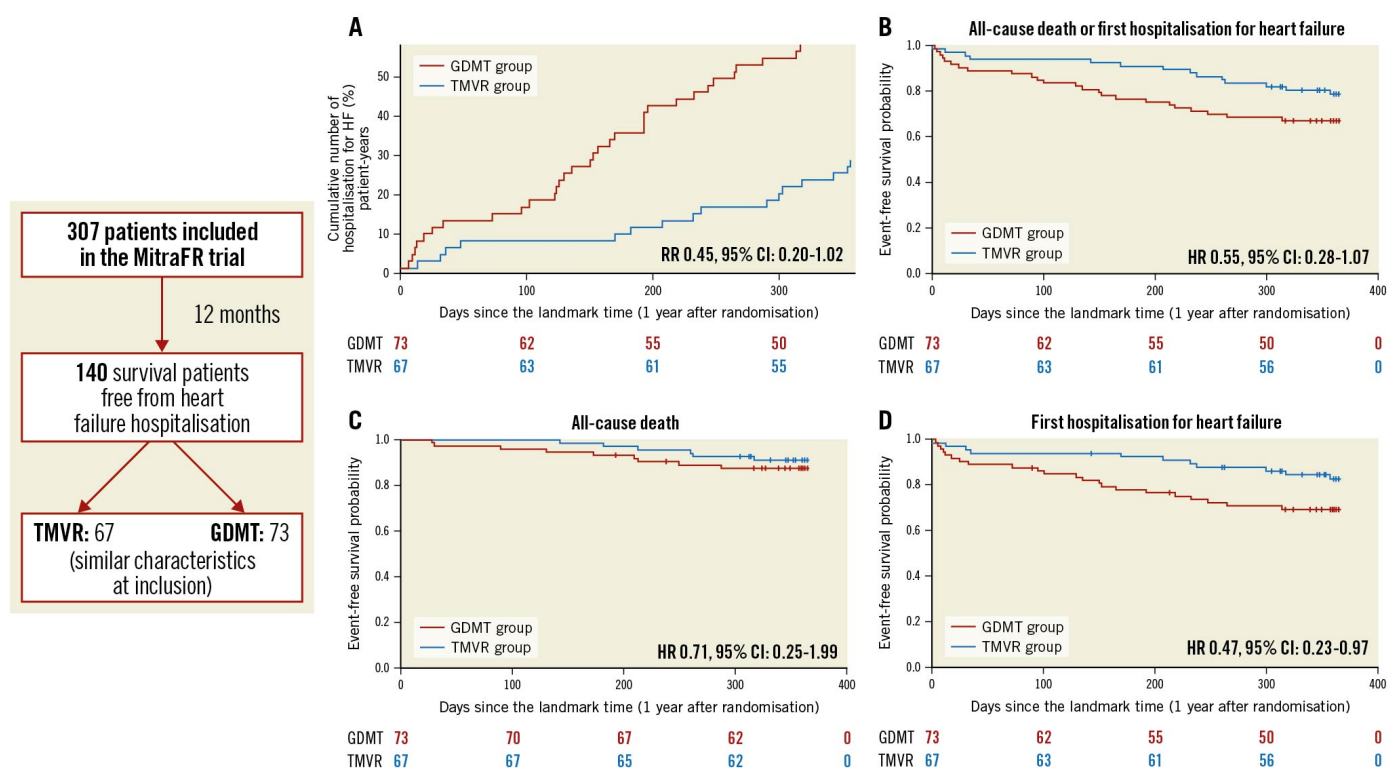 307 patients included
in the MitraFR trial
12 months
140 survival patients
free from heart
failure hospitalisation
TMVR: 67 GDMT: 73
(similar characteristics
at inclusion)
A
Cumulative number of
hospitalisation for HF (%)
patient-years
50
40
30
20
10
0
GDMT group
TMVR group
RR 0.45, 95% CI: 0.20-1.02
0 100 200 300
Days since the landmark time (1 year after randomisation)
GDMT 73 62 55 50
TMVR 67 63 61 55
B
All-cause death or first hospitalisation for heart failure
Event-free survival probability
1.0
0.8
0.6
0.4
0.2
0.0
GDMT group
TMVR group
HR 0.55, 95% CI: 0.28-1.07
0 100 200 300 400
Days since the landmark time (1 year after randomisation)
GDMT 73 62 55 50 0
TMVR 67 63 61 56 0
C
All-cause death
Event-free survival probability
1.0
0.8
0.6
0.4
0.2
0.0
GDMT group
TMVR group
HR 0.71, 95% CI: 0.25-1.99
0 100 200 300 400
Days since the landmark time (1 year after randomisation)
GDMT 73 70 67 62 0
TMVR 67 67 65 62 0
D
First hospitalisation for heart failure
Event-free survival probability
1.0
0.8
0.6
0.4
0.2
0.0
GDMT group
TMVR group
HR 0.47, 95% CI: 0.23-0.97
0 100 200 300 400
Days since the landmark time (1 year after randomisation)
GDMT 73 62 55 50 0
TMVR 67 63 61 56 0